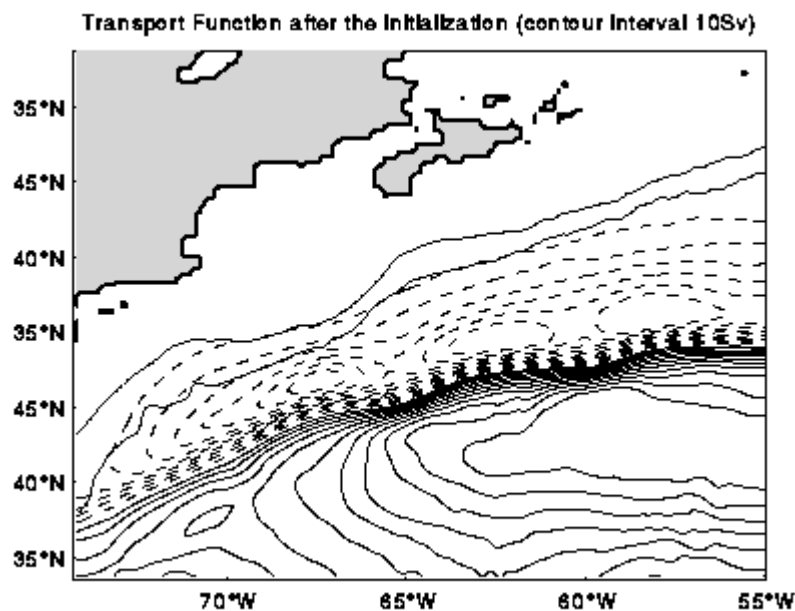 Transport Function after the Initialization (contour interval 10Sv)
35°N
45°N
40°N
35°N
45°N
40°N
35°N
70°W 65°W 60°W 55°W